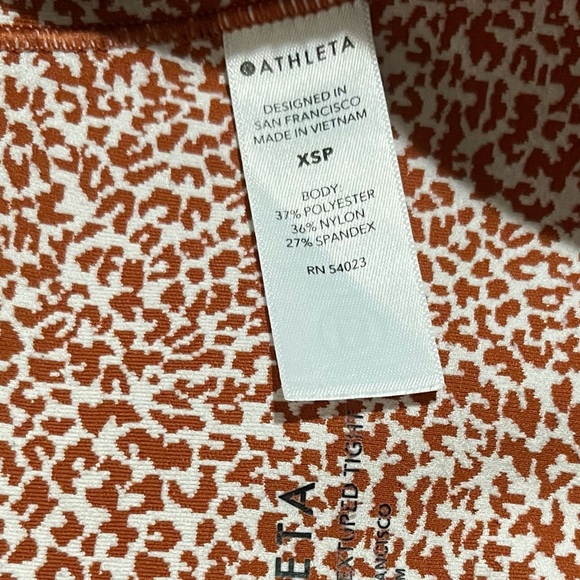 ATHLETA
DESIGNED IN
SAN FRANCISCO
MADE IN VIETNAM
XSP
BODY:
37% POLYESTER
36% NYLON
27% SPANDEX
RN 54023
ETA
EXTURED TIGHT
ANCISCO